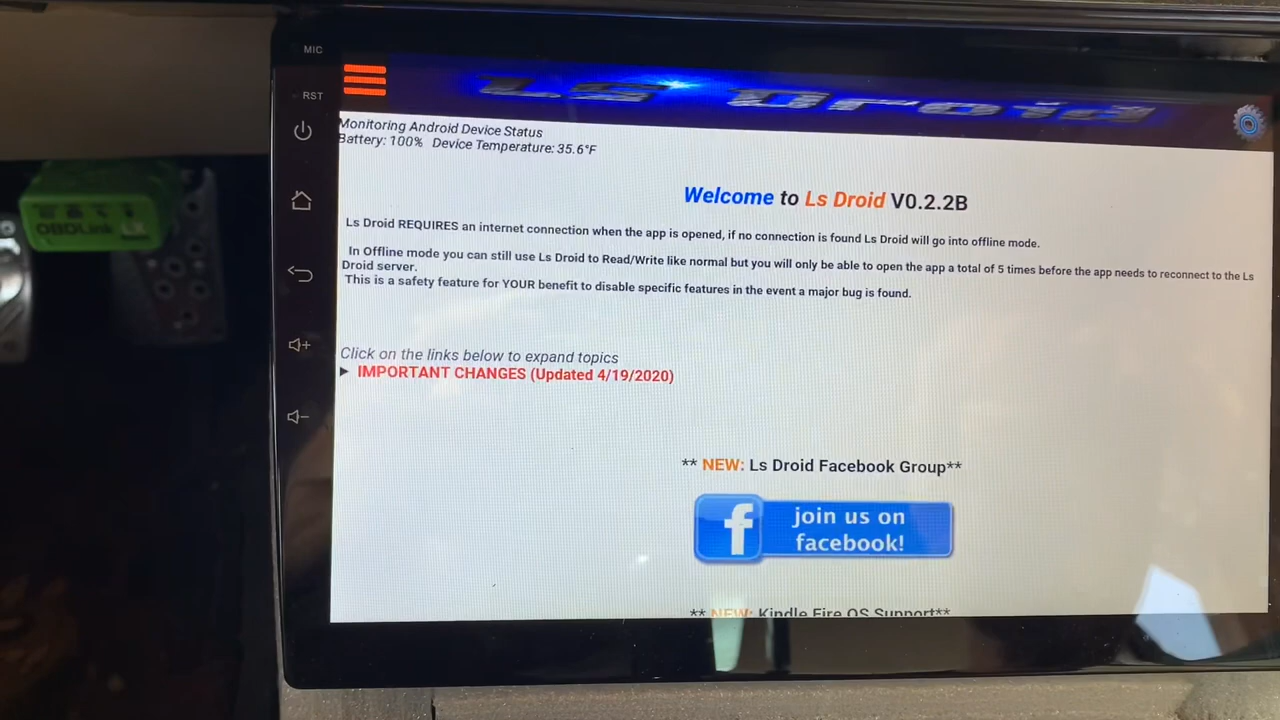 MIC
RST
Ls Droid
Monitoring Android Device Status
Battery: 100% Device Temperature: 35.6°F
Welcome to Ls Droid V0.2.2B
Ls Droid REQUIRES an internet connection when the app is opened, if no connection is found Ls Droid will go into offline mode.
In Offline mode you can still use Ls Droid to Read/Write like normal but you will only be able to open the app a total of 5 times before the app needs to reconnect to the Ls
Droid server.
This is a safety feature for YOUR benefit to disable specific features in the event a major bug is found.
OBDLink LX
Click on the links below to expand topics
► IMPORTANT CHANGES (Updated 4/19/2020)
** NEW: Ls Droid Facebook Group**
f join us on
facebook!
** NEW: Kindle Fire OS Support**